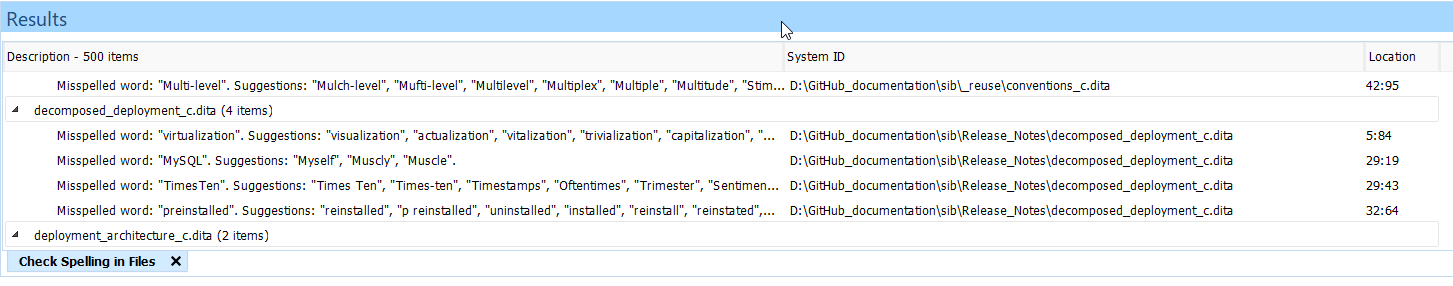 Results
Description - 500 items System ID Location
Misspelled word: "Multi-level". Suggestions: "Mulch-level", "Mufti-level", "Multilevel", "Multiplex", "Multiple", "Multitude", "Stim... D:\GitHub_documentation\sib\_reuse\conventions_c.dita 42:95
decomposed_deployment_c.dita (4 items)
Misspelled word: "virtualization". Suggestions: "visualization", "actualization", "vitalization", "trivialization", "capitalization", "... D:\GitHub_documentation\sib\Release_Notes\decomposed_deployment_c.dita 5:84
Misspelled word: "MySQL". Suggestions: "Myself", "Muscly", "Muscle". D:\GitHub_documentation\sib\Release_Notes\decomposed_deployment_c.dita 29:19
Misspelled word: "TimesTen". Suggestions: "Times Ten", "Times-ten", "Timestamps", "Oftentimes", "Trimester", "Sentimen... D:\GitHub_documentation\sib\Release_Notes\decomposed_deployment_c.dita 29:43
Misspelled word: "preinstalled". Suggestions: "reinstalled", "p reinstalled", "uninstalled", "installed", "reinstall", "reinstated",... D:\GitHub_documentation\sib\Release_Notes\decomposed_deployment_c.dita 32:64
deployment_architecture_c.dita (2 items)
Check Spelling in Files